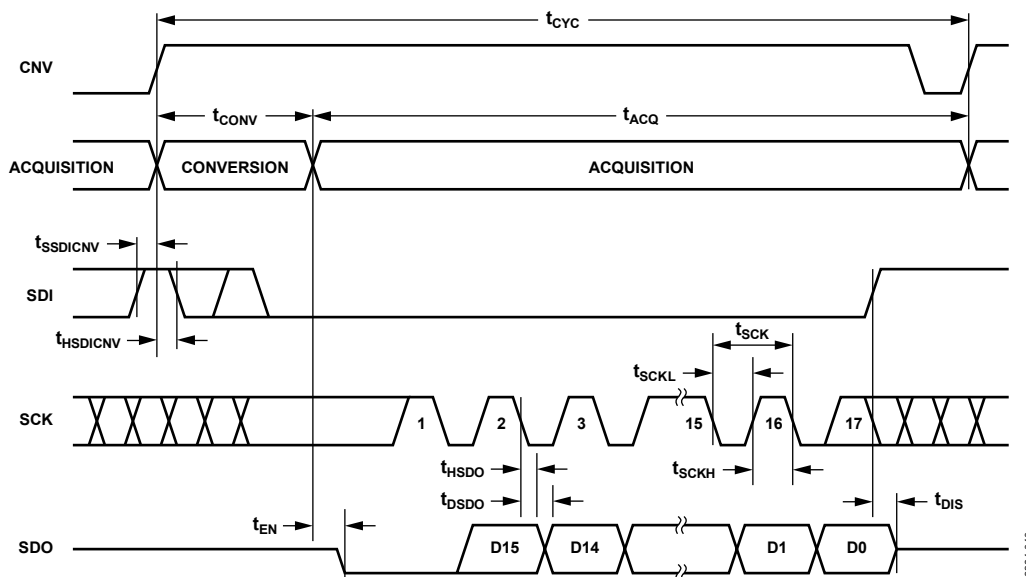 tCYC
CNV
tCONV
tACQ
ACQUISITION
CONVERSION
ACQUISITION
tSSDICNV
SDI
tHSDICNV
tSCK
tSCKL
SCK
1
2
3
15
16
17
tHSDO
tSCKH
tDSDO
tDIS
tEN
SDO
D15
D14
D1
D0